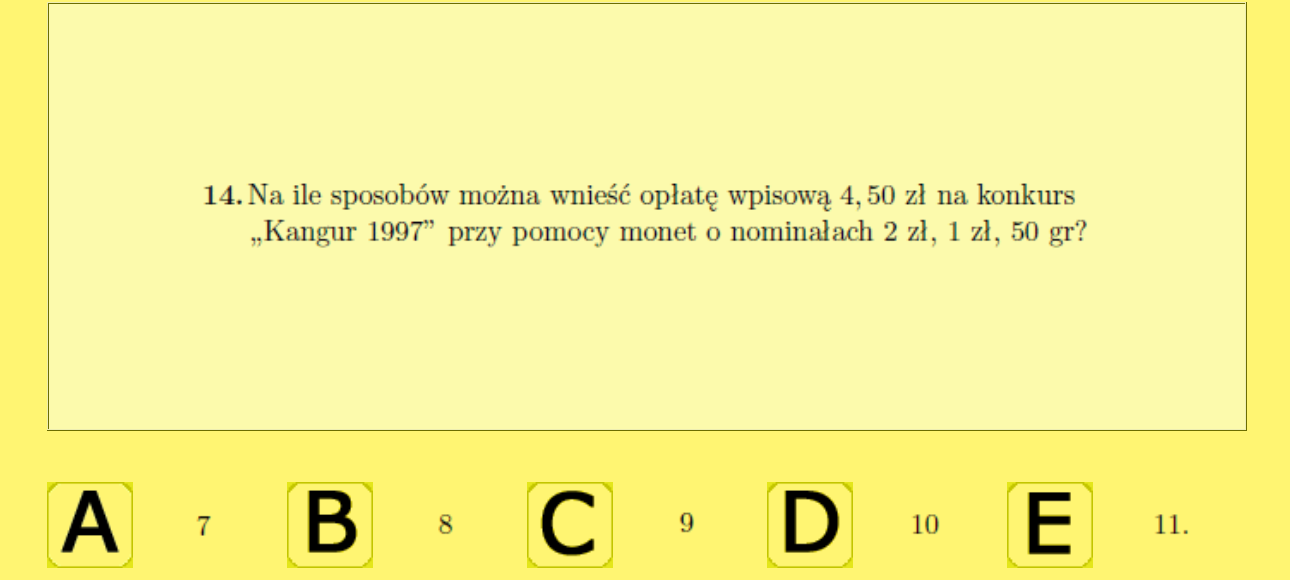 14. Na ile sposobów można wnieść opłatę wpisową 4, 50 zł na konkurs
„Kangur 1997” przy pomocy monet o nominałach 2 zł, 1 zł, 50 gr?
A 7 B 8 C 9 D 10 E 11.